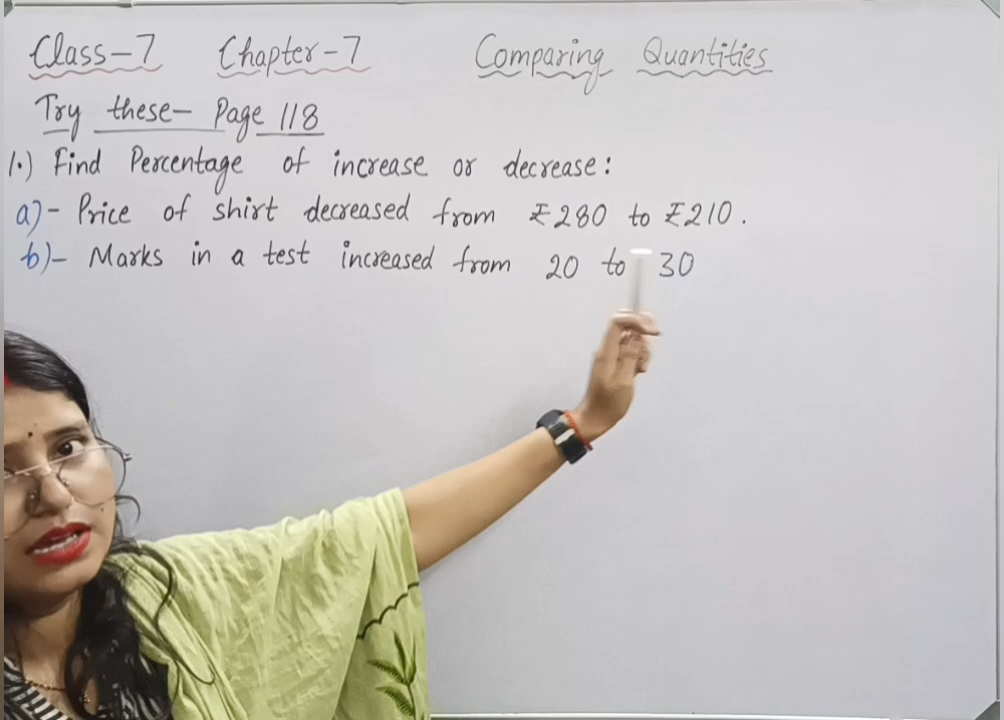 Class-7 Chapter-7 Comparing Quantities
Try these- Page 118
1.) Find Percentage of increase or decrease:
a)- Price of shirt decreased from ₹280 to ₹210.
b)- Marks in a test increased from 20 to 30